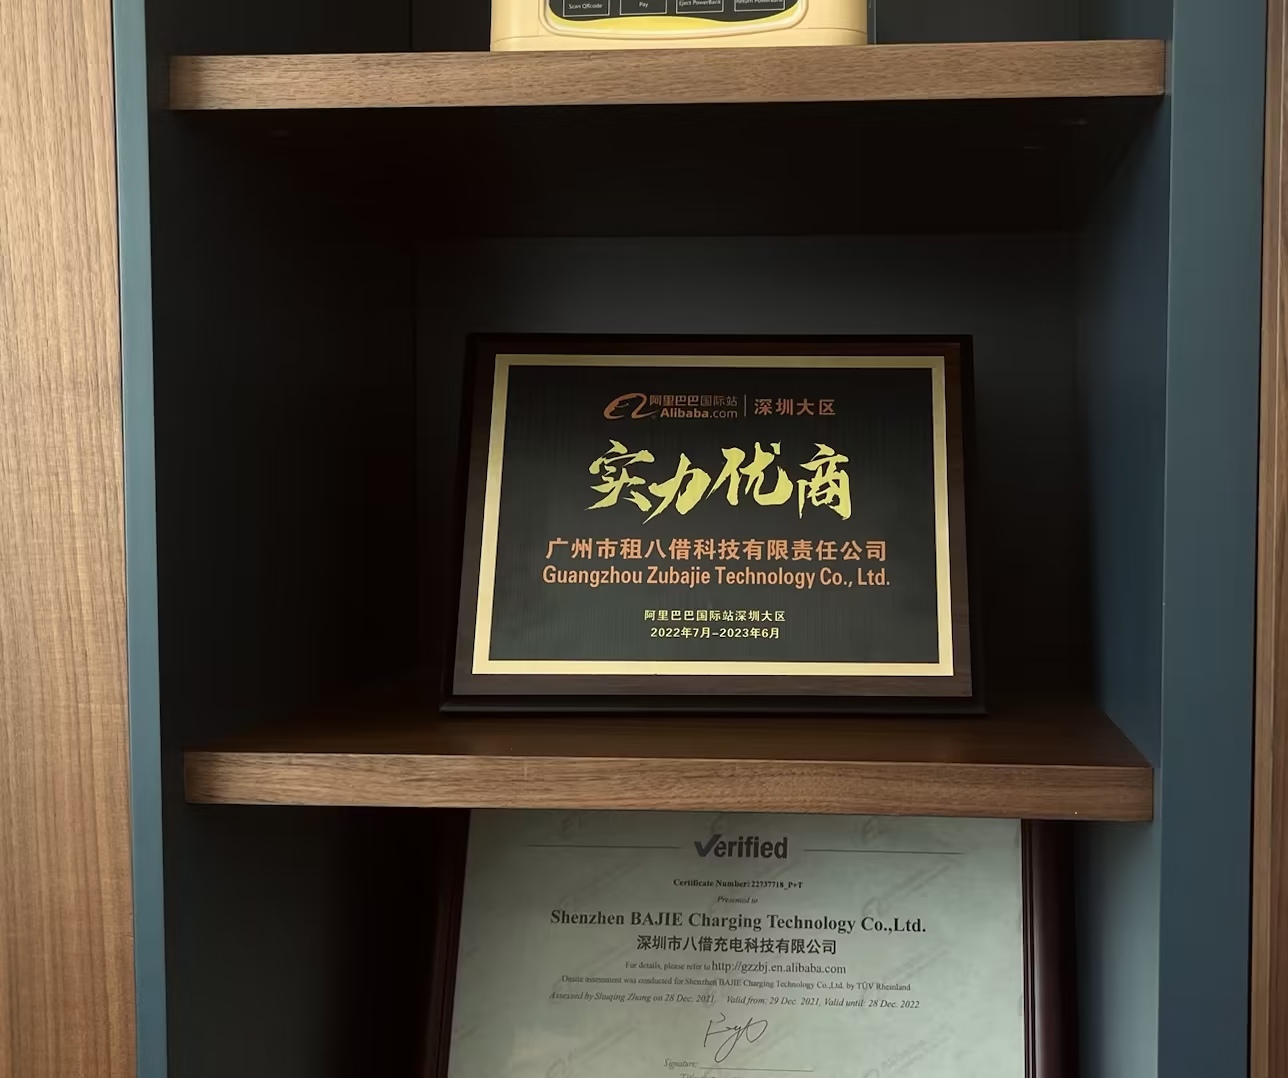 Scan QRcode
Pay
Eject PowerBank
Return PowerBank
阿里巴巴国际站
Alibaba.com
深圳大区
实力优商
广州市租八借科技有限责任公司
Guangzhou Zubajie Technology Co., Ltd.
阿里巴巴国际站深圳大区
2022年7月-2023年6月
Verified
Certificate Number: 22737718_P+T
Presented to
Shenzhen BAJIE Charging Technology Co.,Ltd.
深圳市八借充电科技有限公司
For details, please refer to http://gzzbj.en.alibaba.com
Onsite assessment was conducted for Shenzhen BAJIE Charging Technology Co.,Ltd. by TÜV Rheinland
Assessed by Shuqing Zhang on 28 Dec. 2021, Valid from: 29 Dec. 2021, Valid until: 28 Dec. 2022
Signature: